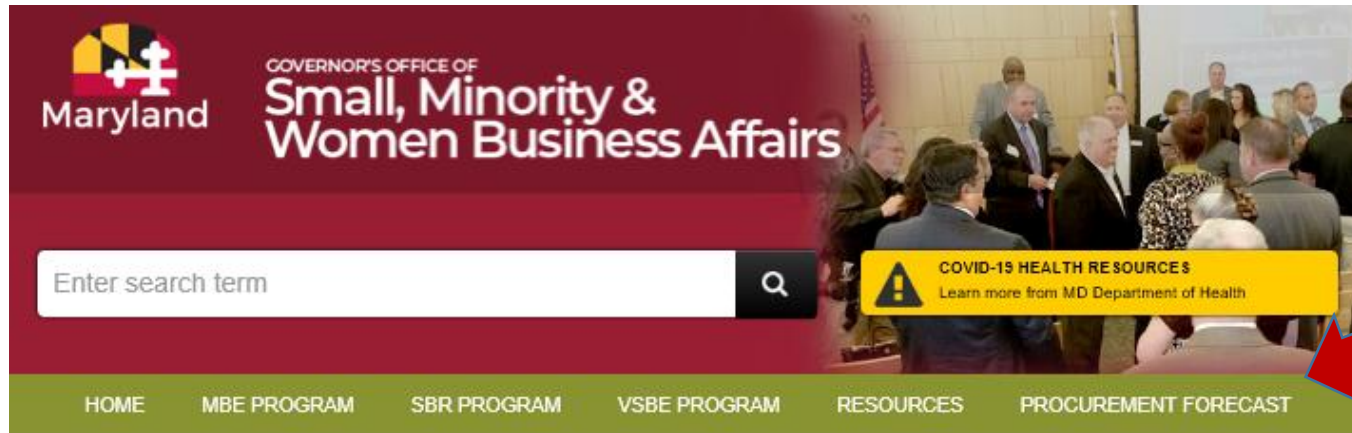 Maryland
GOVERNOR'S OFFICE OF
Small, Minority &
Women Business Affairs
Enter search term
COVID-19 HEALTH RESOURCES
Learn more from MD Department of Health
HOME MBE PROGRAM SBR PROGRAM VSBE PROGRAM RESOURCES PROCUREMENT FORECAST